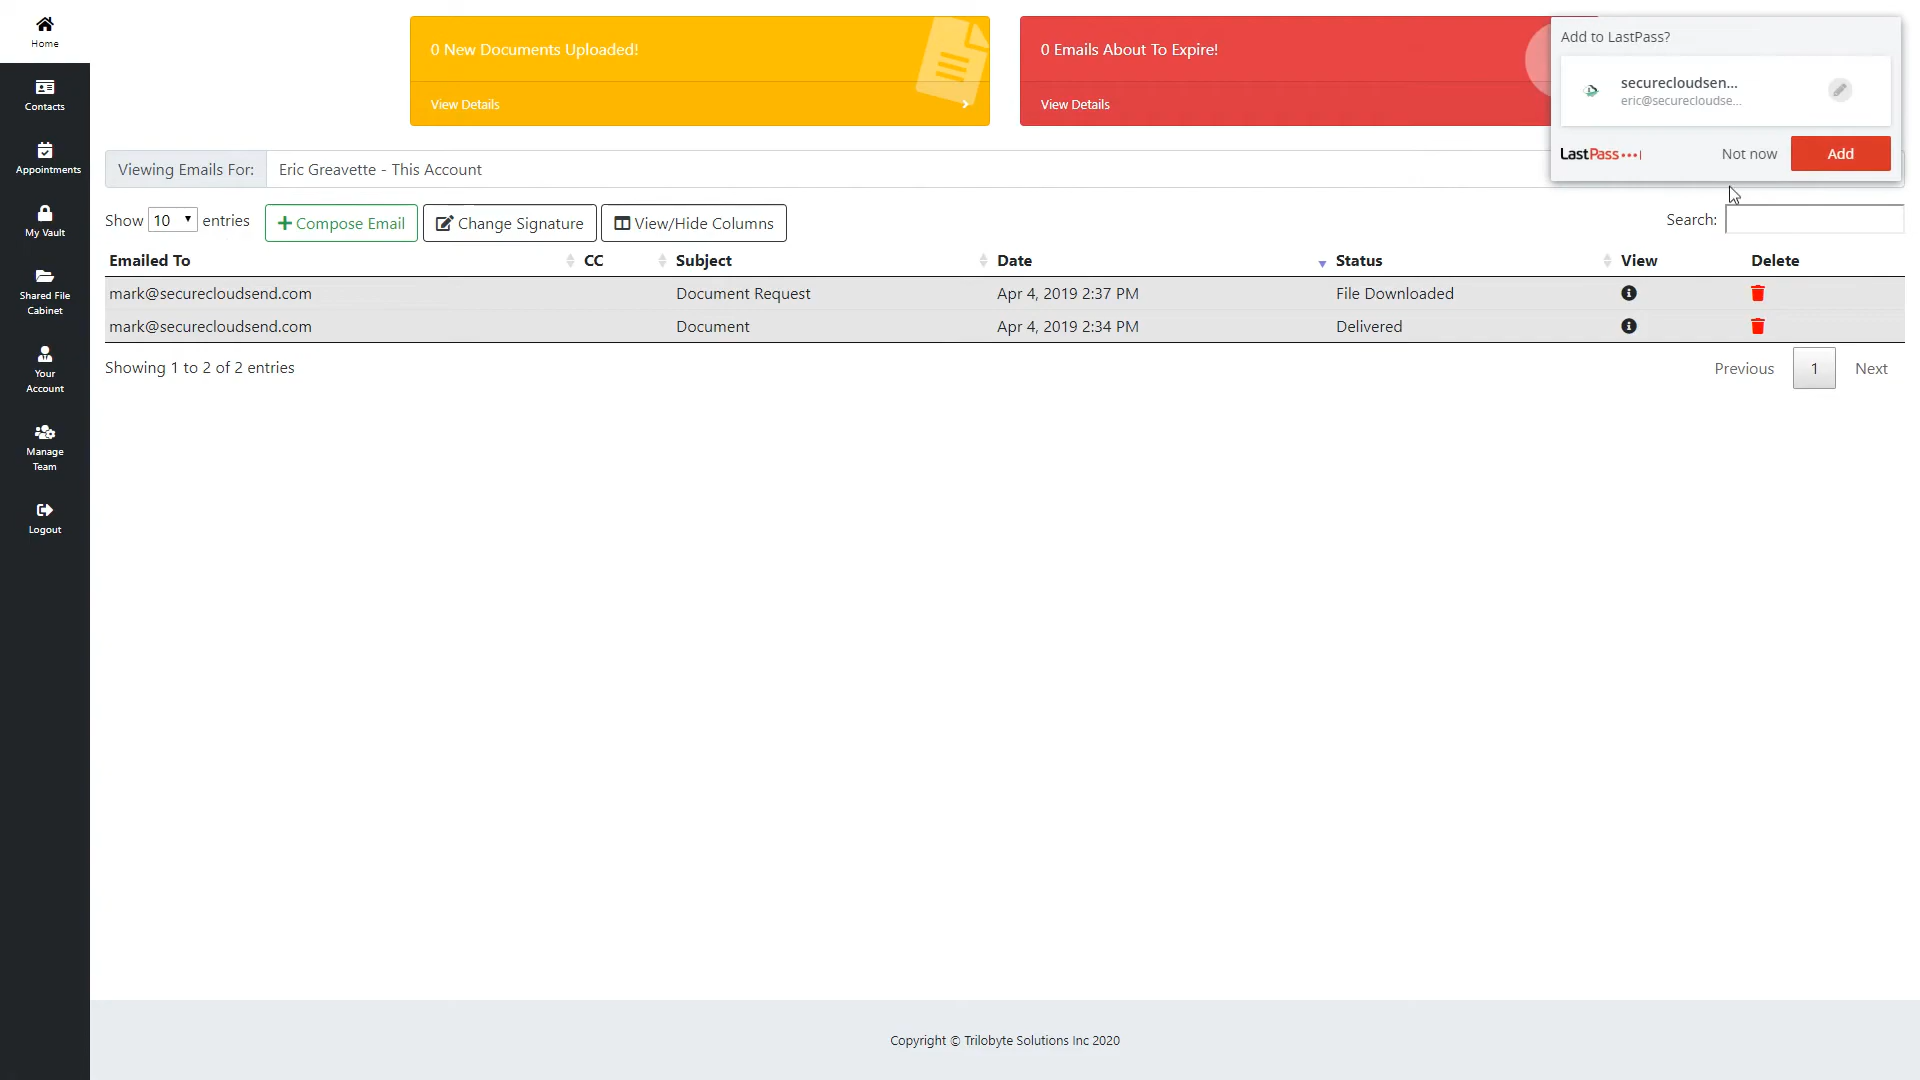 Home
Contacts
Appointments
My Vault
Shared File
Cabinet
Your
Account
Manage
Team
Logout
0 New Documents Uploaded!
View Details
0 Emails About To Expire!
View Details
Add to LastPass?
securecloudsen...
eric@securecloudse...
LastPass
Not now
Add
Viewing Emails For: Eric Greavette - This Account
Show 10 entries Compose Email Change Signature View/Hide Columns Search:
Emailed To CC Subject Date Status View Delete
mark@securecloudsend.com Document Request Apr 4, 2019 2:37 PM File Downloaded
mark@securecloudsend.com Document Apr 4, 2019 2:34 PM Delivered
Showing 1 to 2 of 2 entries Previous 1 Next
Copyright © Trilobyte Solutions Inc 2020